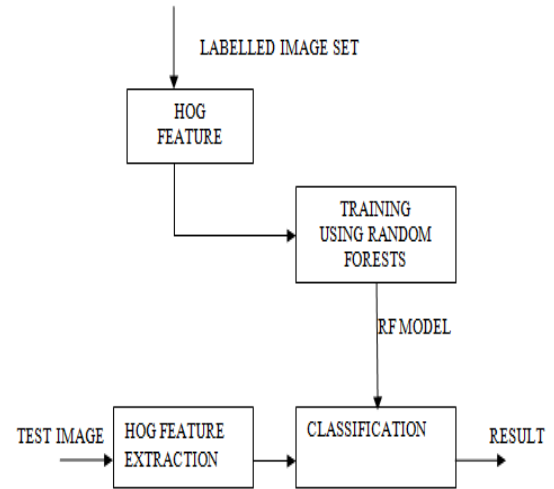 LABELLED IMAGE SET
HOG
FEATURE
TRAINING
USING RANDOM
FORESTS
RF MODEL
TEST IMAGE
HOG FEATURE
EXTRACTION
CLASSIFICATION
RESULT